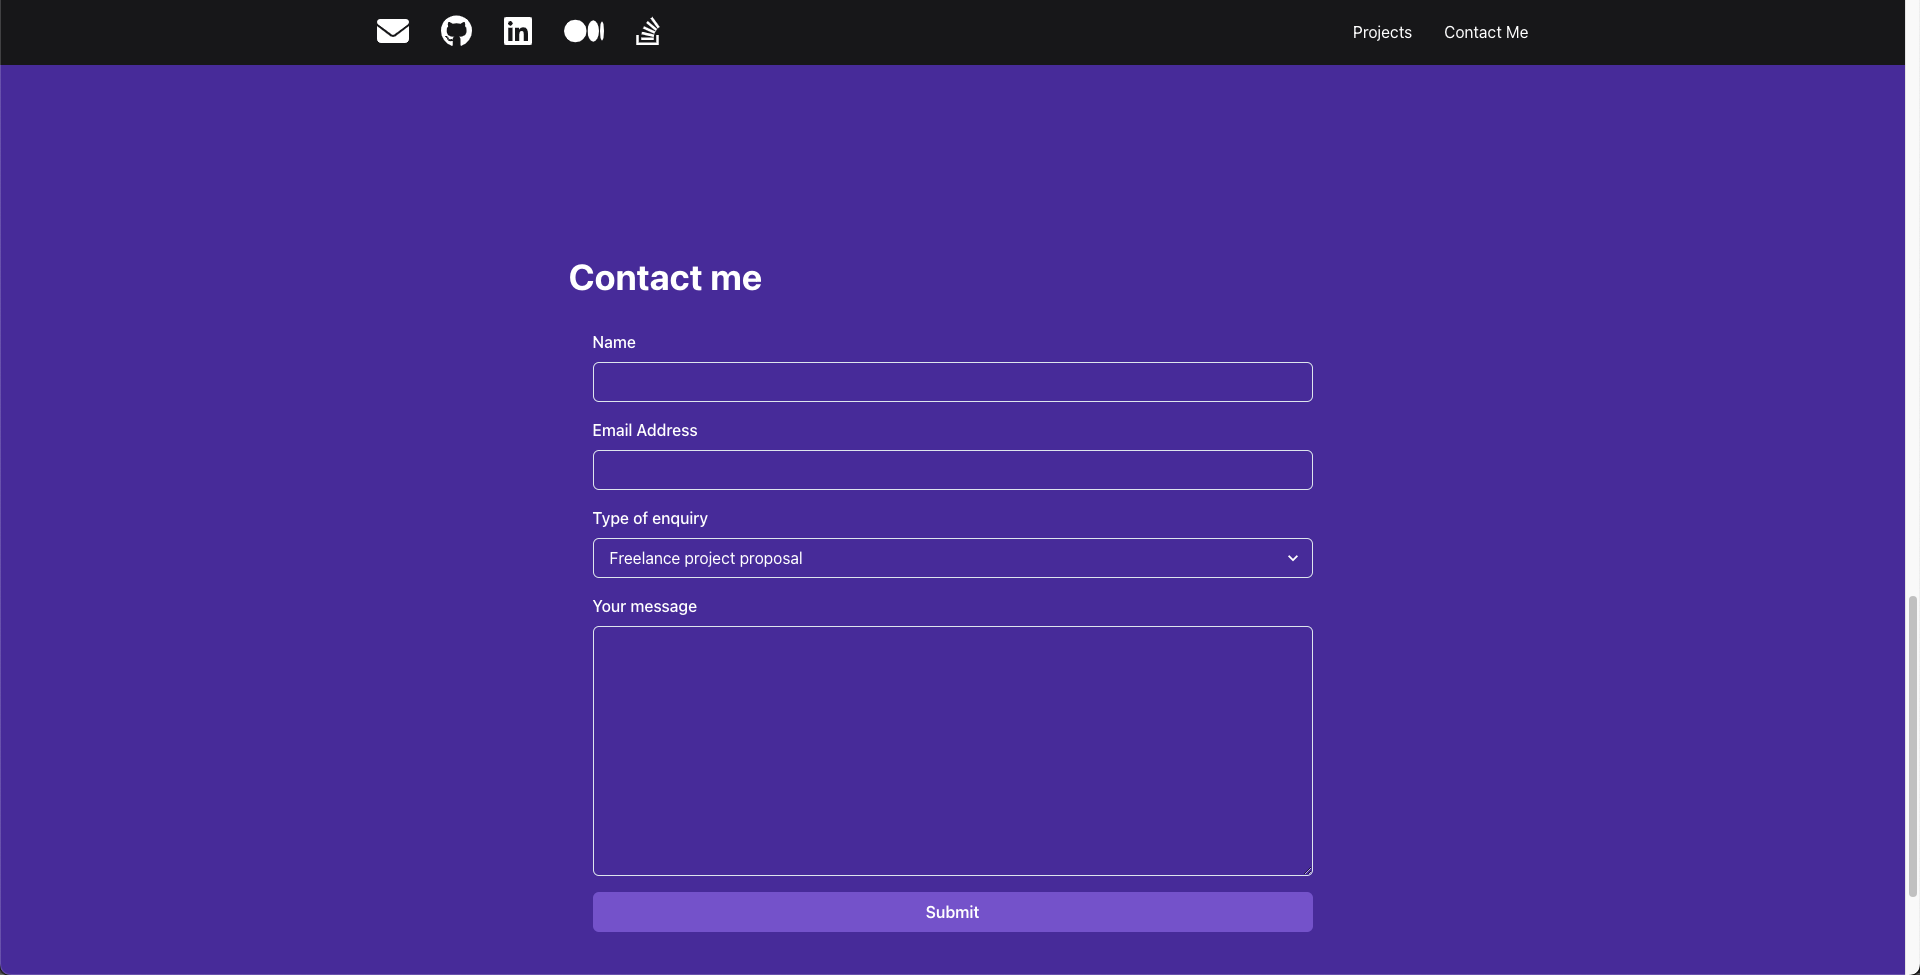 Projects Contact Me
Contact me
Name
Email Address
Type of enquiry
Freelance project proposal
Your message
Submit